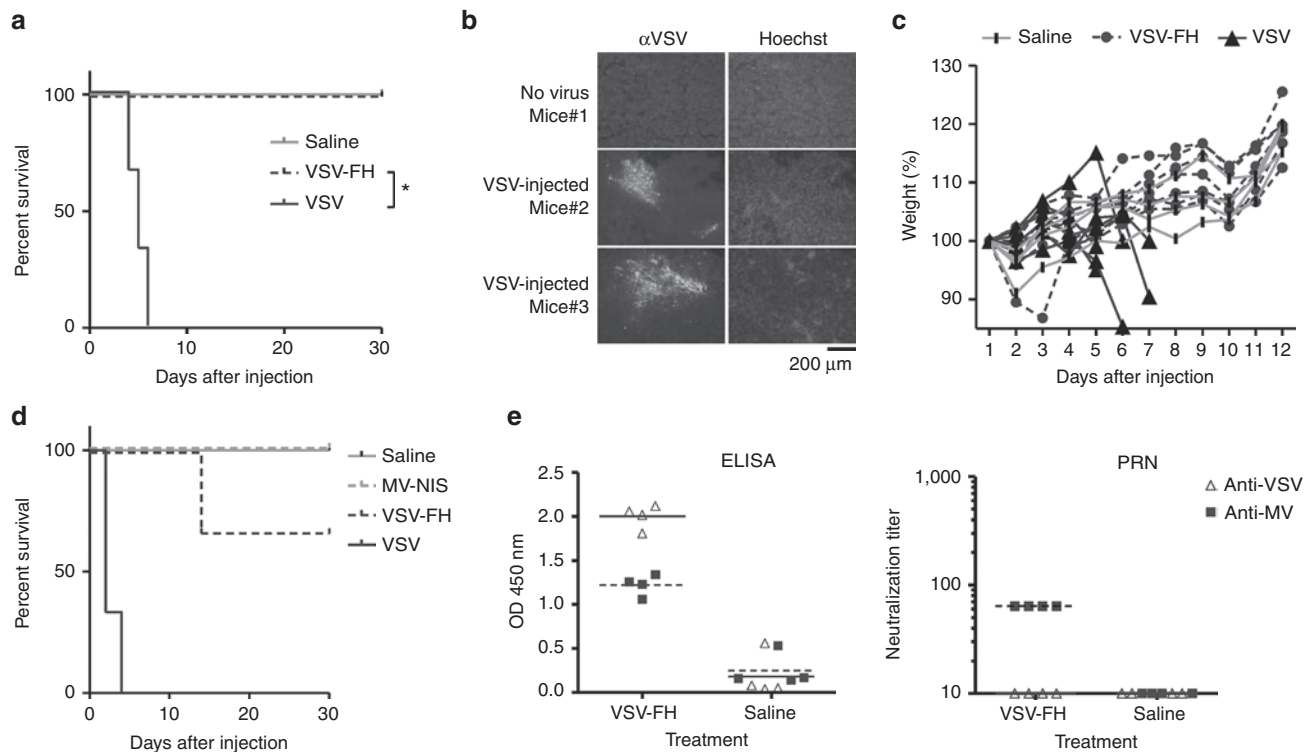 a
Percent survival
100
50
0
0 10 20 30
Days after injection
Saline
VSV-FH
VSV
*
b
αVSV Hoechst
No virus
Mice#1
VSV-injected
Mice#2
VSV-injected
Mice#3
200 μm
c
Saline VSV-FH VSV
Weight (%)
130
120
110
100
90
1 2 3 4 5 6 7 8 9 10 11 12
Days after injection
d
Percent survival
100
50
0
0 10 20 30
Days after injection
Saline
MV-NIS
VSV-FH
VSV
e
ELISA
OD 450 nm
2.5
2.0
1.5
1.0
0.5
0.0
VSV-FH Saline
PRN
Neutralization titer
1,000
100
10
VSV-FH Saline
Anti-VSV
Anti-MV
Treatment
Treatment